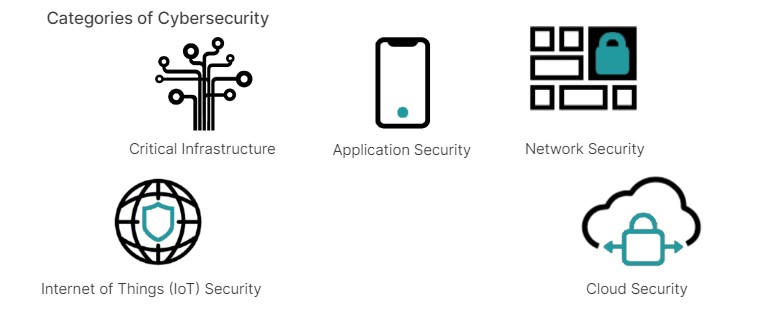 Categories of Cybersecurity
Critical Infrastructure
Application Security
Network Security
Internet of Things (IoT) Security
Cloud Security